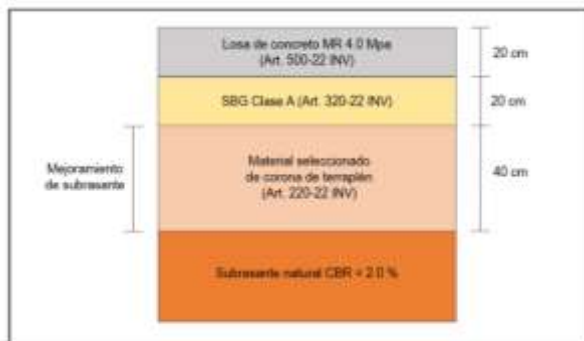 Losa de concreto MR 4.0 Mpa
(Art. 500-22 INV)
20 cm
SBG Clase A (Art. 320-22 INV)
20 cm
Mejoramiento
de subrasante
Material seleccionado
de corona de terraplén
(Art. 220-22 INV)
40 cm
Subrasante natural CBR = 2.0 %